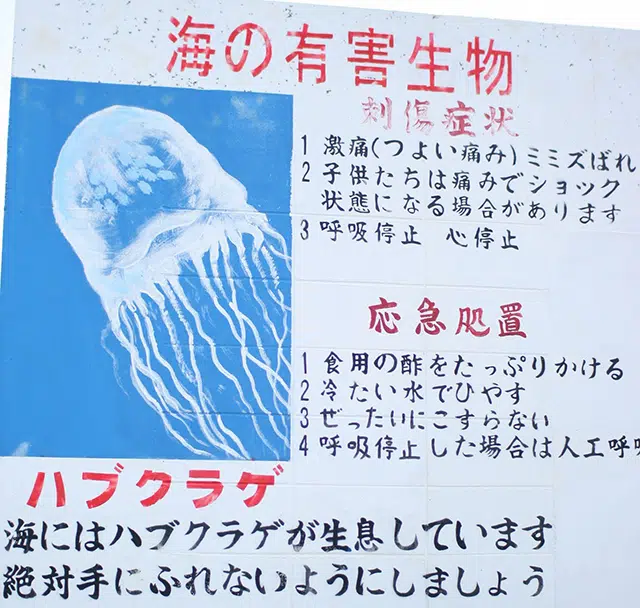 海の有害生物
刺傷症状
1 激痛(つよい痛み) ミミズばれ
2 子供たちは痛みでショック
状態になる場合があります
3 呼吸停止 心停止
応急処置
1 食用の酢をたっぷりかける
2 冷たい水でひやす
3 ぜったいにこすらない
4 呼吸停止した場合は人工呼
ハブクラゲ
海にはハブクラゲが生息しています
絶対手にふれないようにしましょう